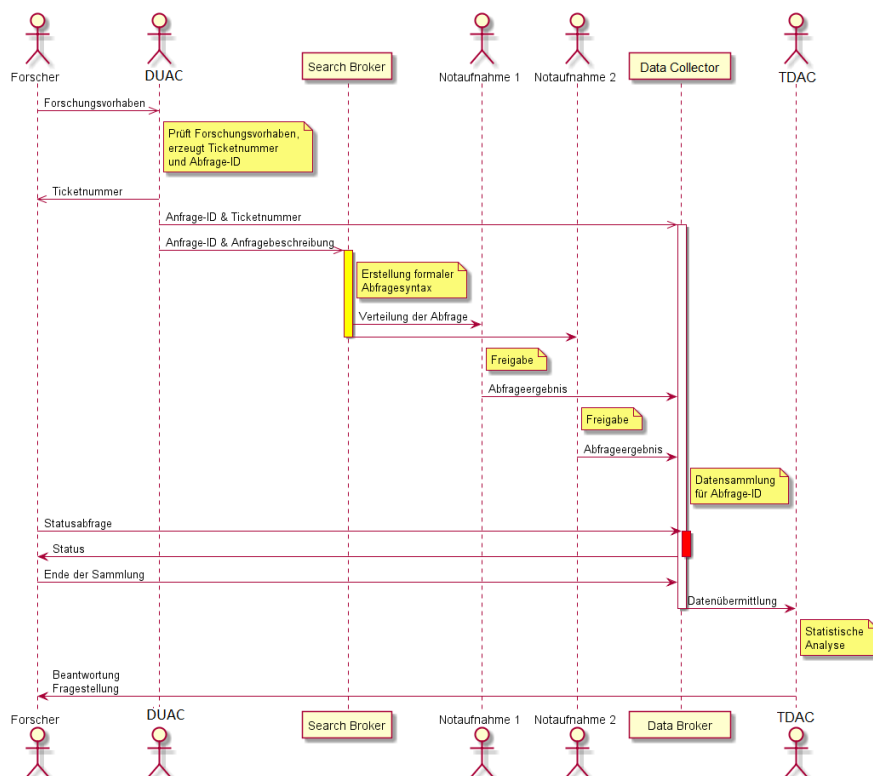 Forscher
DUAC
Search Broker
Notaufnahme 1
Notaufnahme 2
Data Collector
TDAC
Forschungsvorhaben
Prüft Forschungsvorhaben,
erzeugt Ticketnummer
und Abfrage-ID
Ticketnummer
Anfrage-ID & Ticketnummer
Anfrage-ID & Anfragebeschreibung
Erstellung formaler
Abfragesyntax
Verteilung der Abfrage
Freigabe
Abfrageergebnis
Freigabe
Abfrageergebnis
Datensammlung
für Abfrage-ID
Statusabfrage
Status
Ende der Sammlung
Datenübermittlung
Statistische
Analyse
Beantwortung
Fragestellung
Forscher
DUAC
Search Broker
Notaufnahme 1
Notaufnahme 2
Data Broker
TDAC